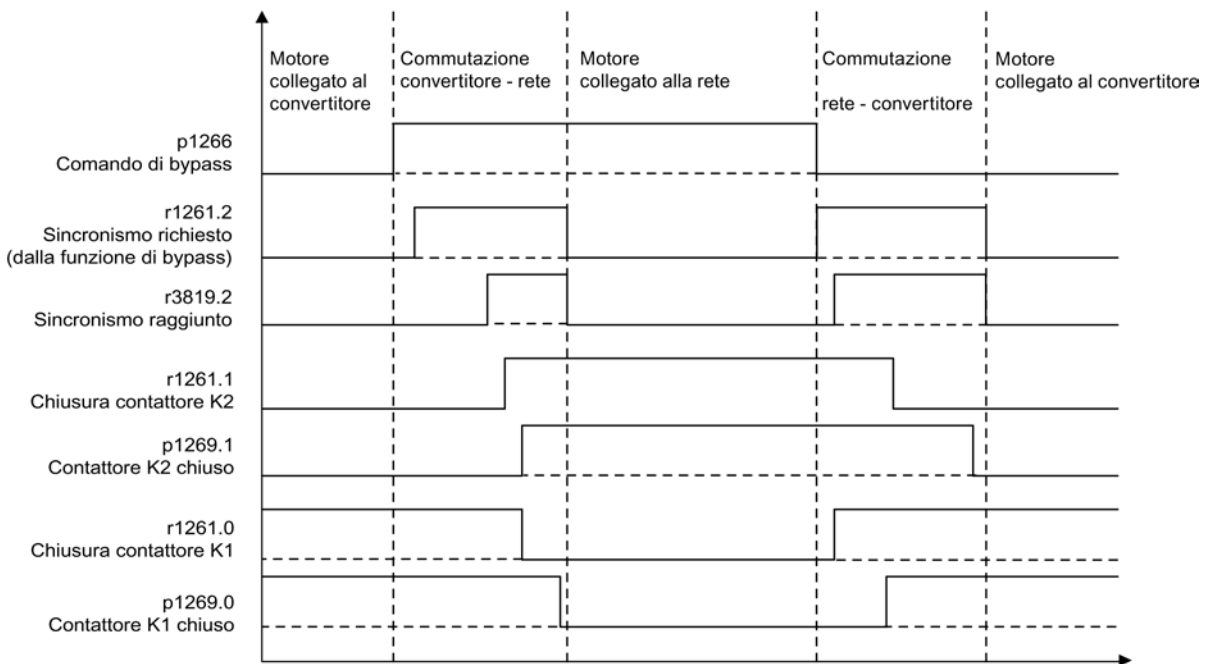 Motore
collegato al
convertitore
Commutazione
convertitore - rete
Motore
collegato alla rete
Commutazione
rete - convertitore
Motore
collegato al convertitore
p1266
Comando di bypass
r1261.2
Sincronismo richiesto
(dalla funzione di bypass)
r3819.2
Sincronismo raggiunto
r1261.1
Chiusura contattore K2
p1269.1
Contattore K2 chiuso
r1261.0
Chiusura contattore K1
p1269.0
Contattore K1 chiuso